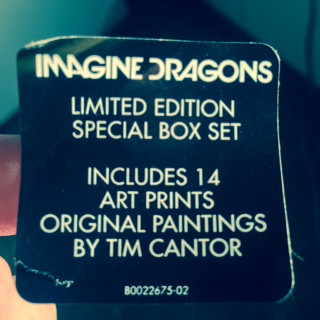 IMAGINE DRAGONS
LIMITED EDITION
SPECIAL BOX SET
INCLUDES 14
ART PRINTS
ORIGINAL PAINTINGS
BY TIM CANTOR
B0022675-02